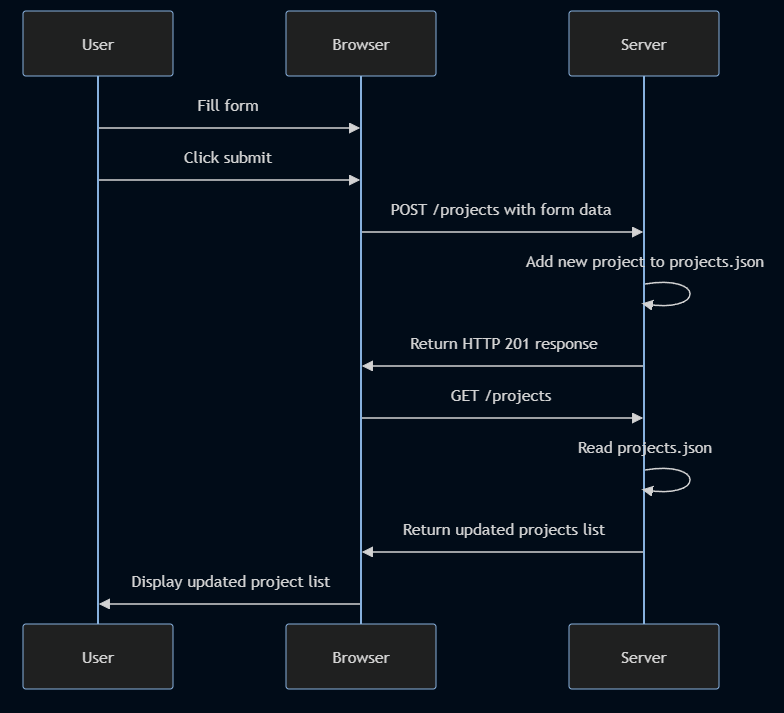 User
Browser
Server
Fill form
Click submit
POST /projects with form data
Add new project to projects.json
Return HTTP 201 response
GET /projects
Read projects.json
Return updated projects list
Display updated project list
User
Browser
Server